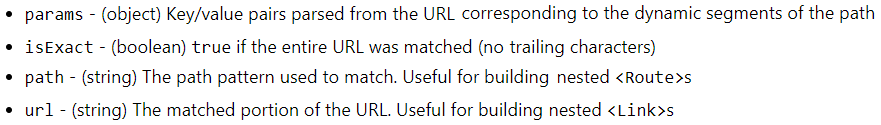 • params - (object) Key/value pairs parsed from the URL corresponding to the dynamic segments of the path
• isExact - (boolean) true if the entire URL was matched (no trailing characters)
• path - (string) The path pattern used to match. Useful for building nested <Route>s
• url - (string) The matched portion of the URL. Useful for building nested <Link>s